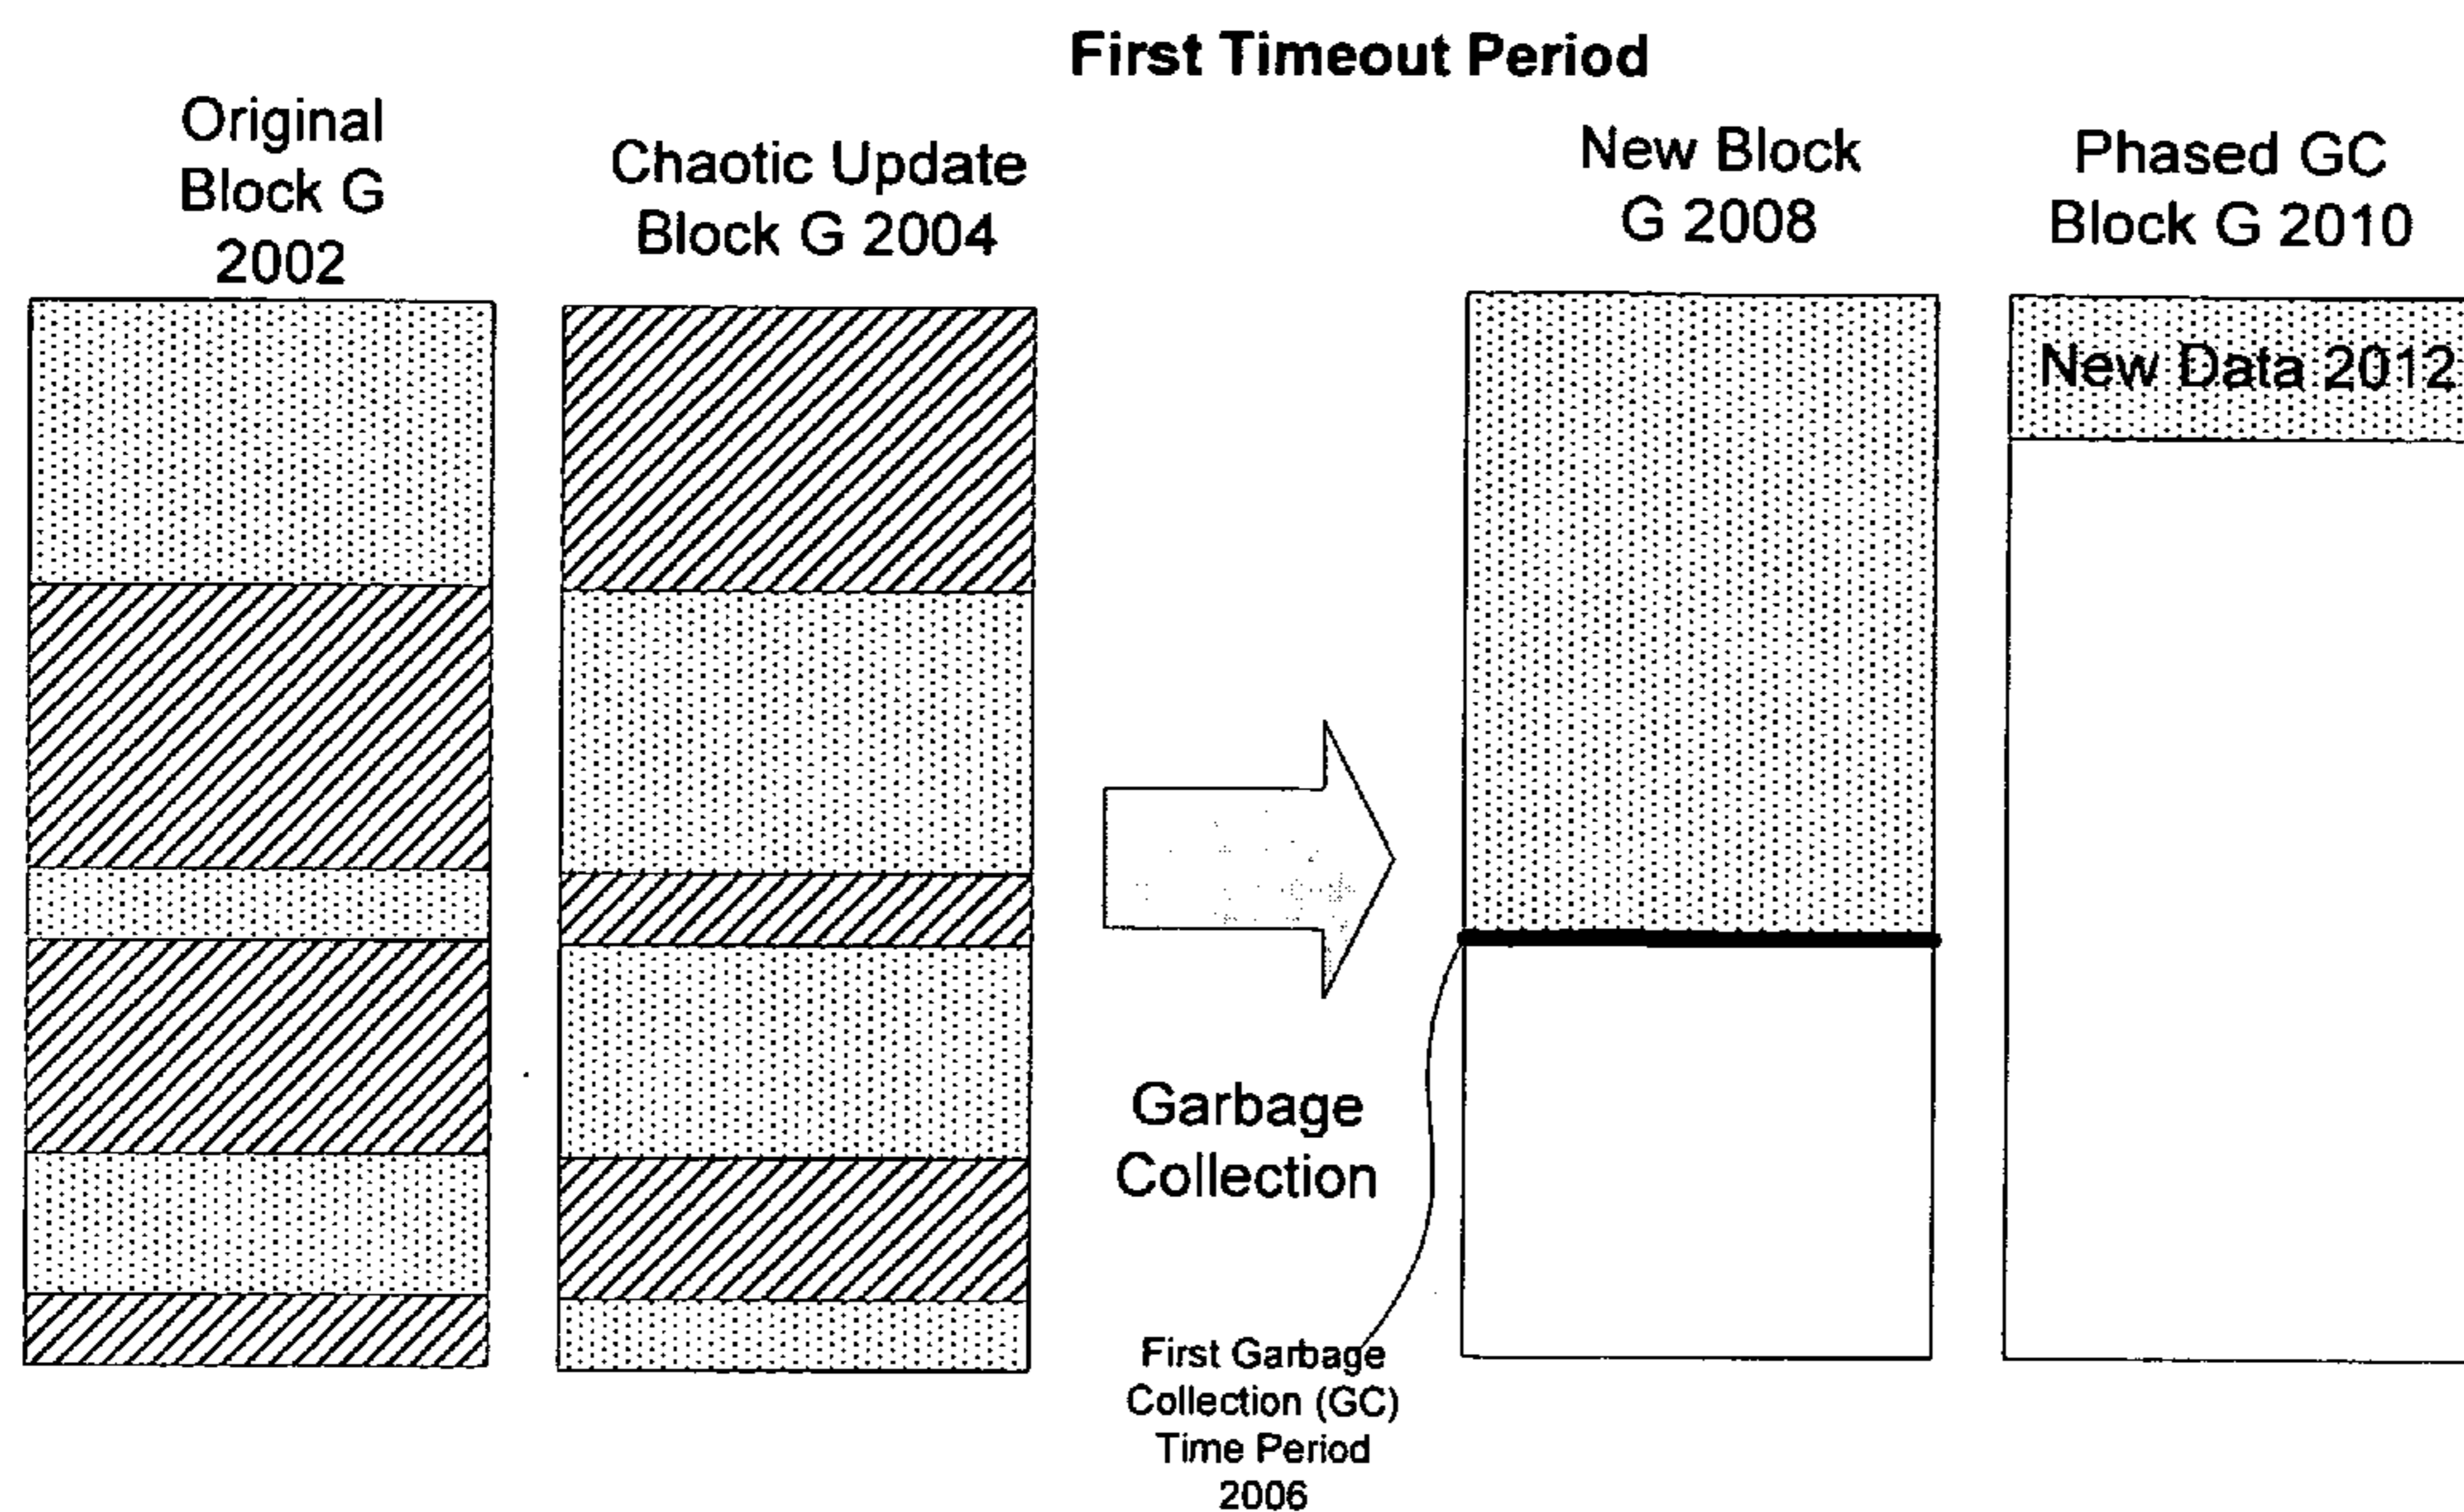 First Timeout Period
Original
Block G
2002
Chaotic Update
Block G 2004
New Block
G 2008
Phased GC
Block G 2010
New Data 2012
Garbage
Collection
First Garbage
Collection (GC)
Time Period
2006